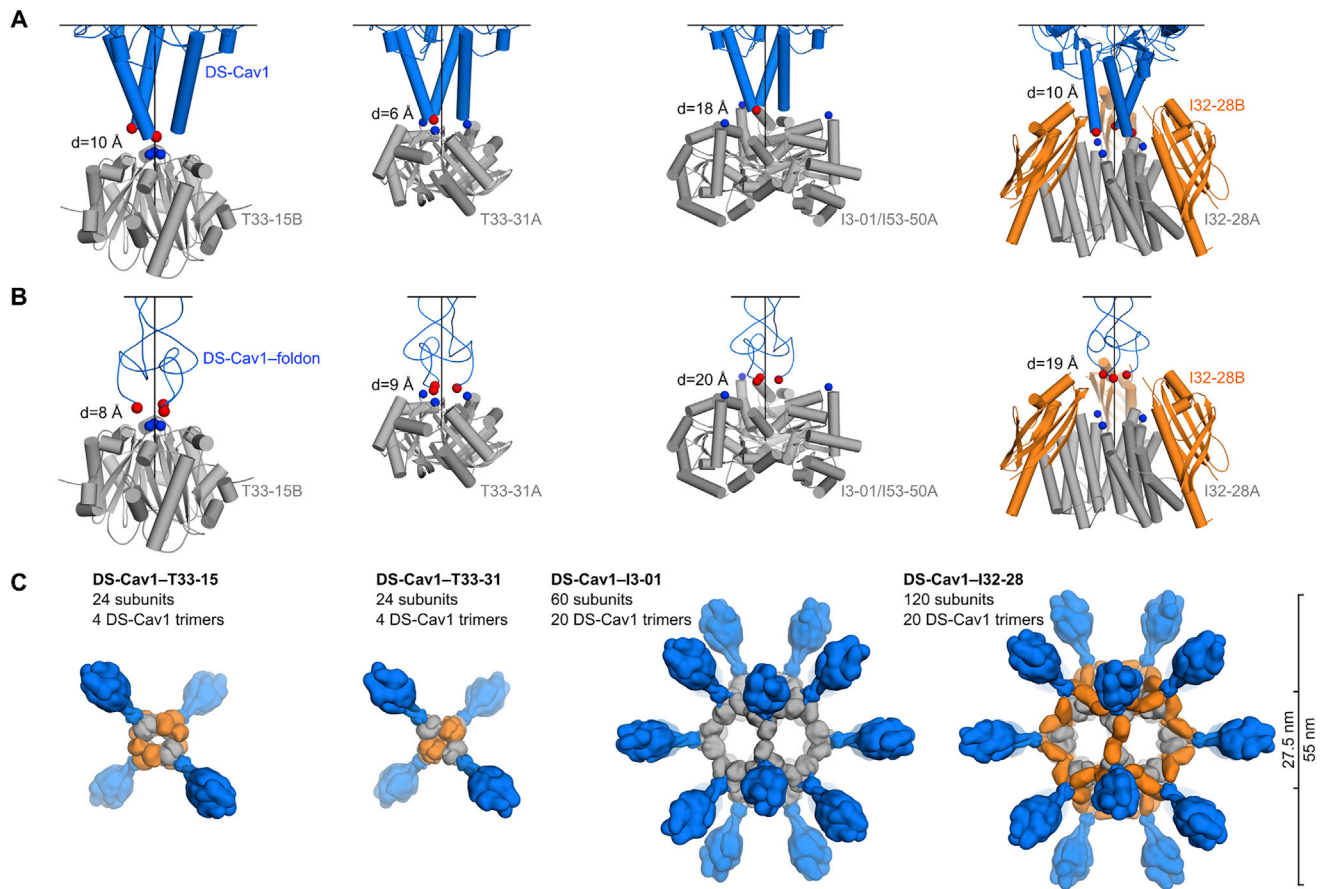 A
DS-Cav1
d=10 Å
T33-15B
d=6 Å
T33-31A
d=18 Å
I3-01/I53-50A
d=10 Å
I32-28B
I32-28A
B
DS-Cav1–foldon
d=8 Å
T33-15B
d=9 Å
T33-31A
d=20 Å
I3-01/I53-50A
d=19 Å
I32-28B
I32-28A
C
DS-Cav1–T33-15
24 subunits
4 DS-Cav1 trimers
DS-Cav1–T33-31
24 subunits
4 DS-Cav1 trimers
DS-Cav1–I3-01
60 subunits
20 DS-Cav1 trimers
DS-Cav1–I32-28
120 subunits
20 DS-Cav1 trimers
27.5 nm
55 nm